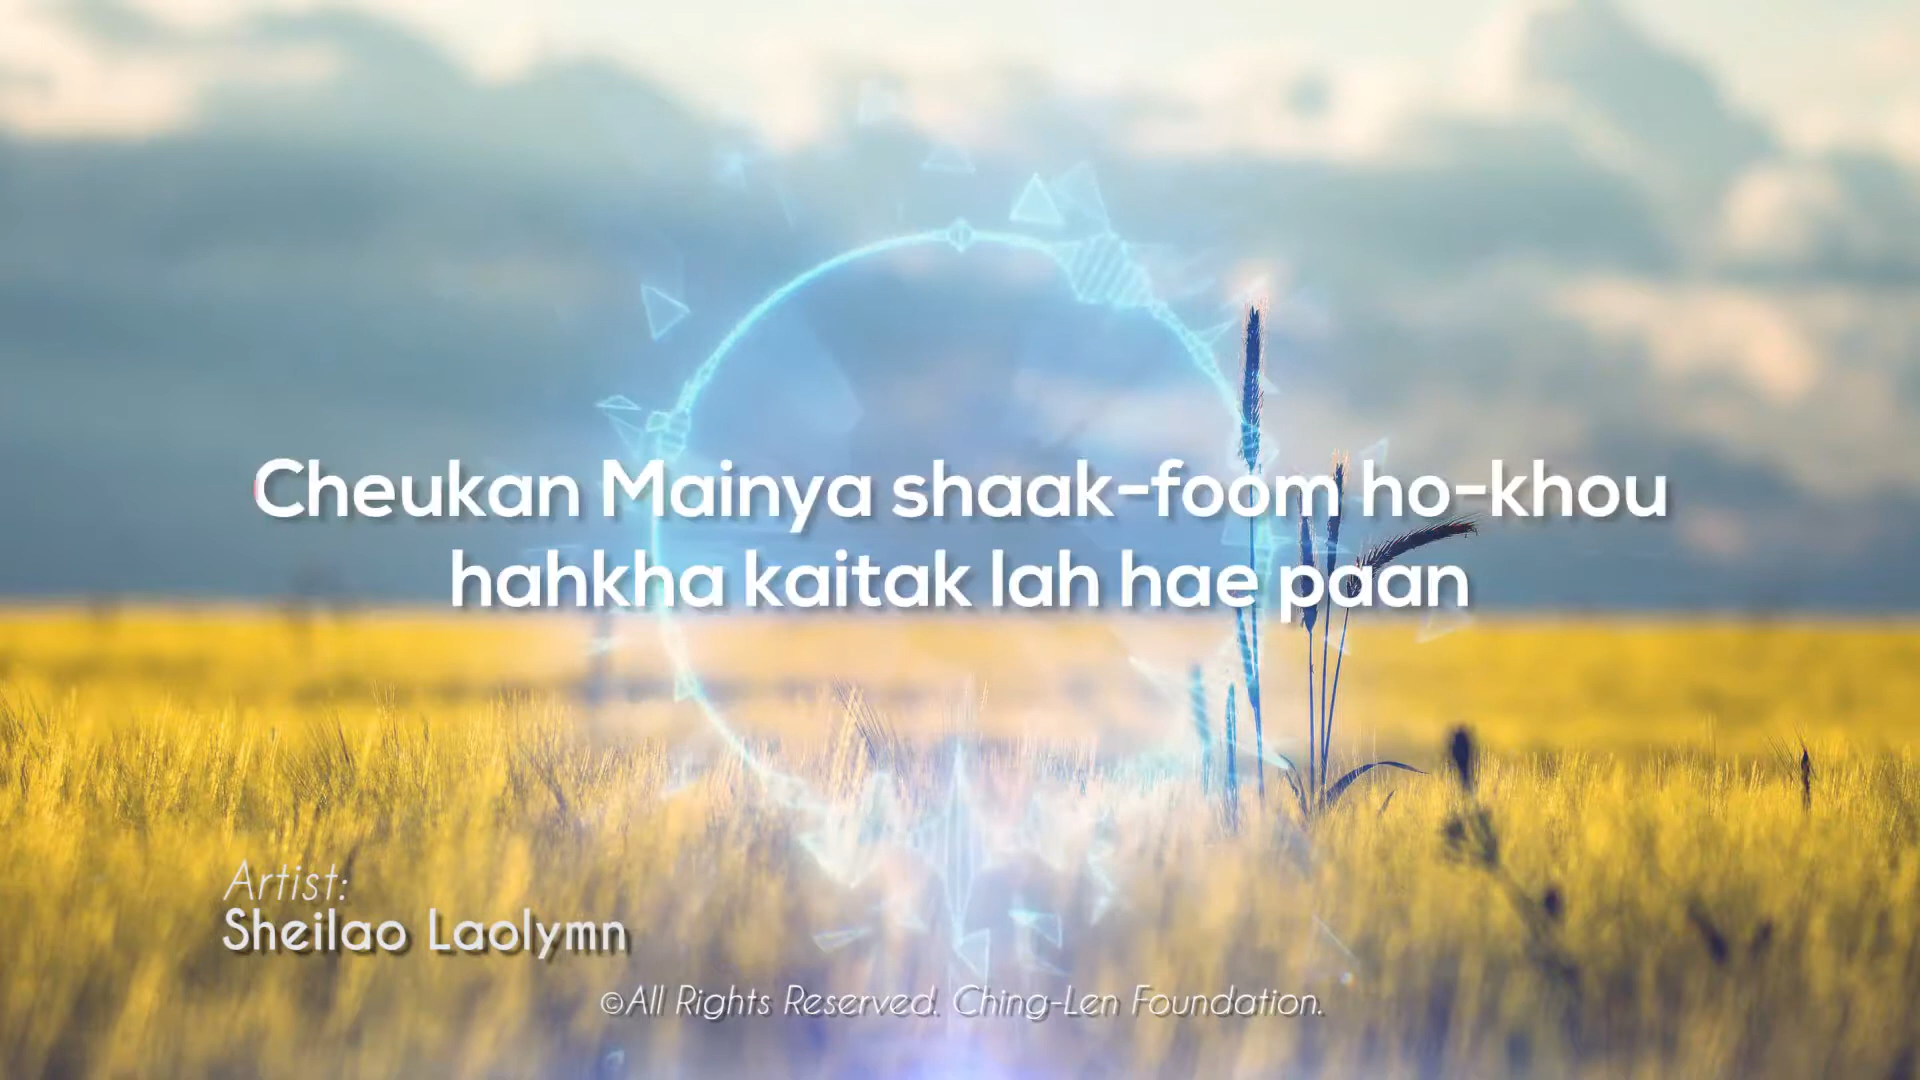 Cheukan Mainya shaak-foom ho-khou
hahkha kaitak lah hae paan
Artist:
Sheilao Laolymn
©All Rights Reserved. Ching-Len Foundation.